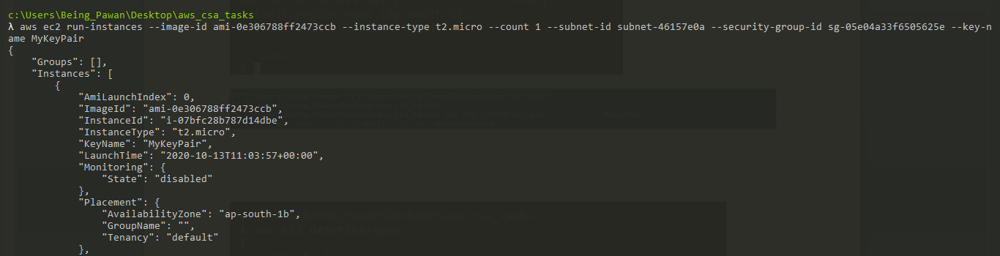 c:\Users\Being_Pawan\Desktop\aws_csa_tasks
λ aws ec2 run-instances --image-id ami-0e306788ff2473ccb --instance-type t2.micro --count 1 --subnet-id subnet-46157e0a --security-group-id sg-05e04a33f6505625e --key-n
ame MyKeyPair
{
    "Groups": [],
    "Instances": [
        {
            "AmiLaunchIndex": 0,
            "ImageId": "ami-0e306788ff2473ccb",
            "InstanceId": "i-07bfc28b787d14dbe",
            "InstanceType": "t2.micro",
            "KeyName": "MyKeyPair",
            "LaunchTime": "2020-10-13T11:03:57+00:00",
            "Monitoring": {
                "State": "disabled"
            },
            "Placement": {
                "AvailabilityZone": "ap-south-1b",
                "GroupName": "",
                "Tenancy": "default"
            },